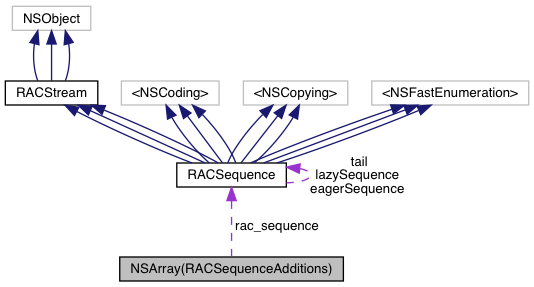 NSObject
RACStream
<NSCoding>
<NSCopying>
<NSFastEnumeration>
RACSequence
tail
lazySequence
eagerSequence
rac_sequence
NSArray(RACSequenceAdditions)